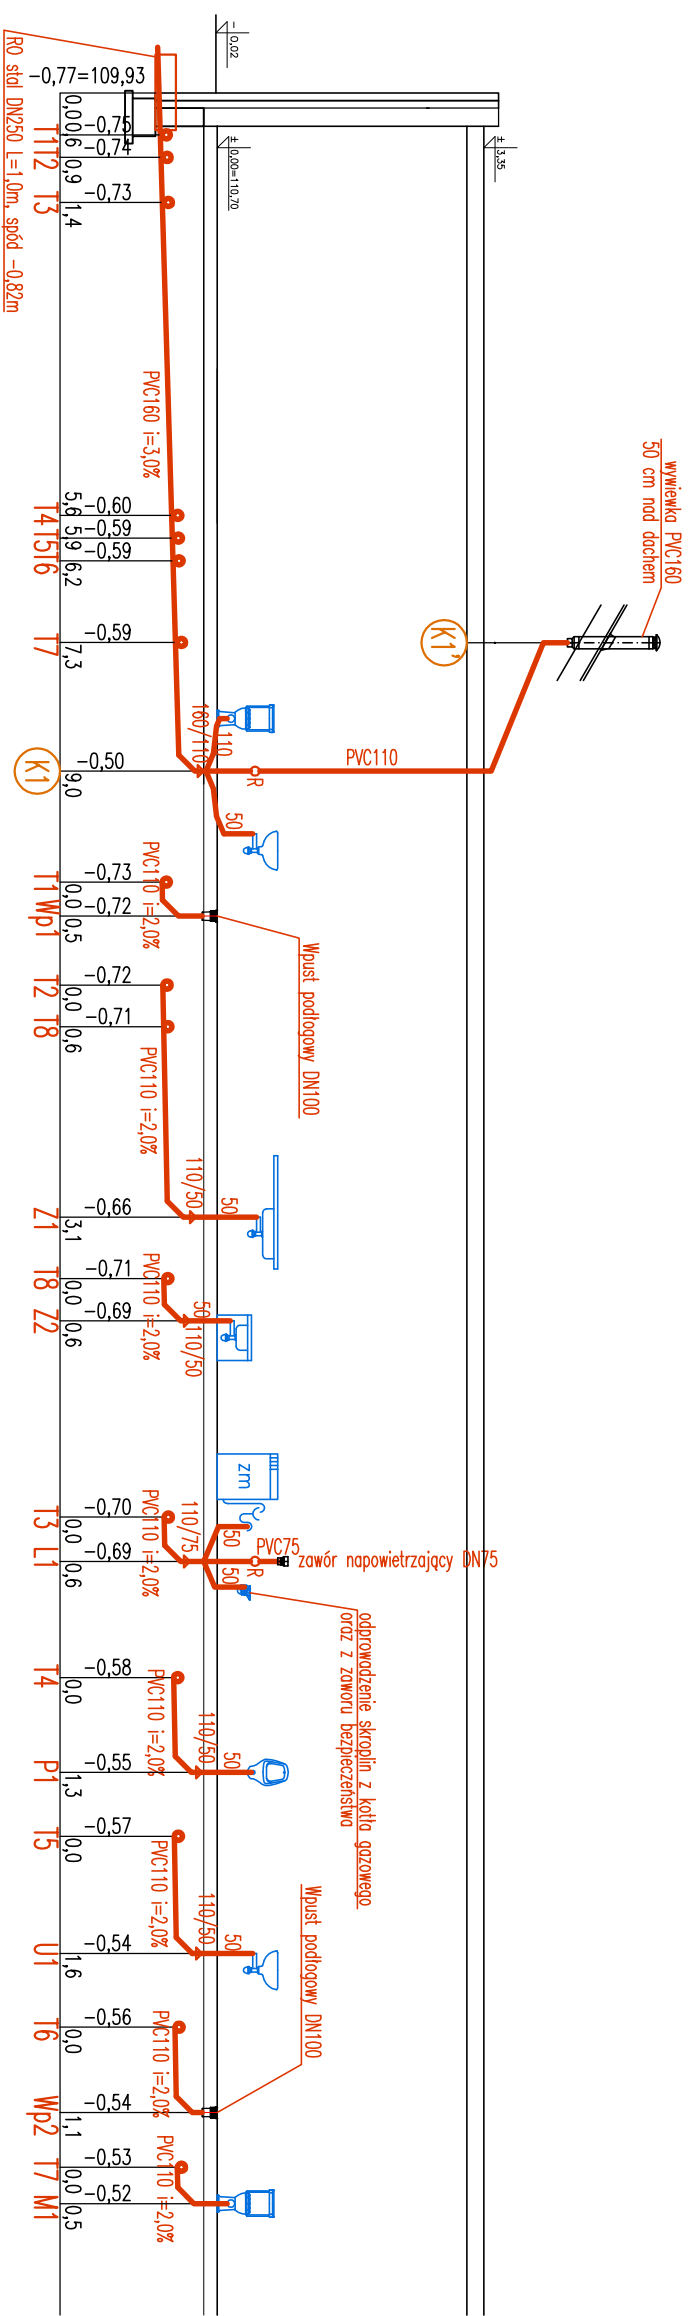 RO stal DN250 L=1,0m, spód -0,82m
-0,77=109,93
- 0,02
± 0,00=110,70
± 3,35
wywiewka PVC160
50 cm nad dachem
K1'
PVC110
R
110
160/110
50
PVC160 i=3,0%
-0,75
-0,74
-0,73
-0,60
-0,59
-0,59
-0,59
-0,50
0,0
0,6
0,9
1,4
5,6
5,9
6,2
7,3
9,0
T1
T2
T3
T4
T5
T6
T7
K1
Wpust podłogowy DN100
PVC110 i=2,0%
-0,73
-0,72
0,0
0,5
T1
Wp1
PVC110 i=2,0%
110/50
50
-0,72
-0,71
-0,66
0,0
0,6
3,1
T2
T8
Z1
PVC110 i=2,0%
50
110/50
-0,71
-0,69
0,0
0,6
T8
Z2
zm
zawór napowietrzający DN75
PVC75
R
50
50
110/75
odprowadzenie skroplin z kotła gazowego
oraz z zaworu bezpieczeństwa
PVC110 i=2,0%
-0,70
-0,69
0,0
0,6
T3
L1
PVC110 i=2,0%
110/50
50
-0,58
-0,55
0,0
1,3
T4
P1
PVC110 i=2,0%
110/50
50
-0,57
-0,54
0,0
1,6
T5
U1
Wpust podłogowy DN100
PVC110 i=2,0%
-0,56
-0,54
0,0
1,1
T6
Wp2
PVC110 i=2,0%
-0,53
-0,52
0,0
0,5
T7
M1